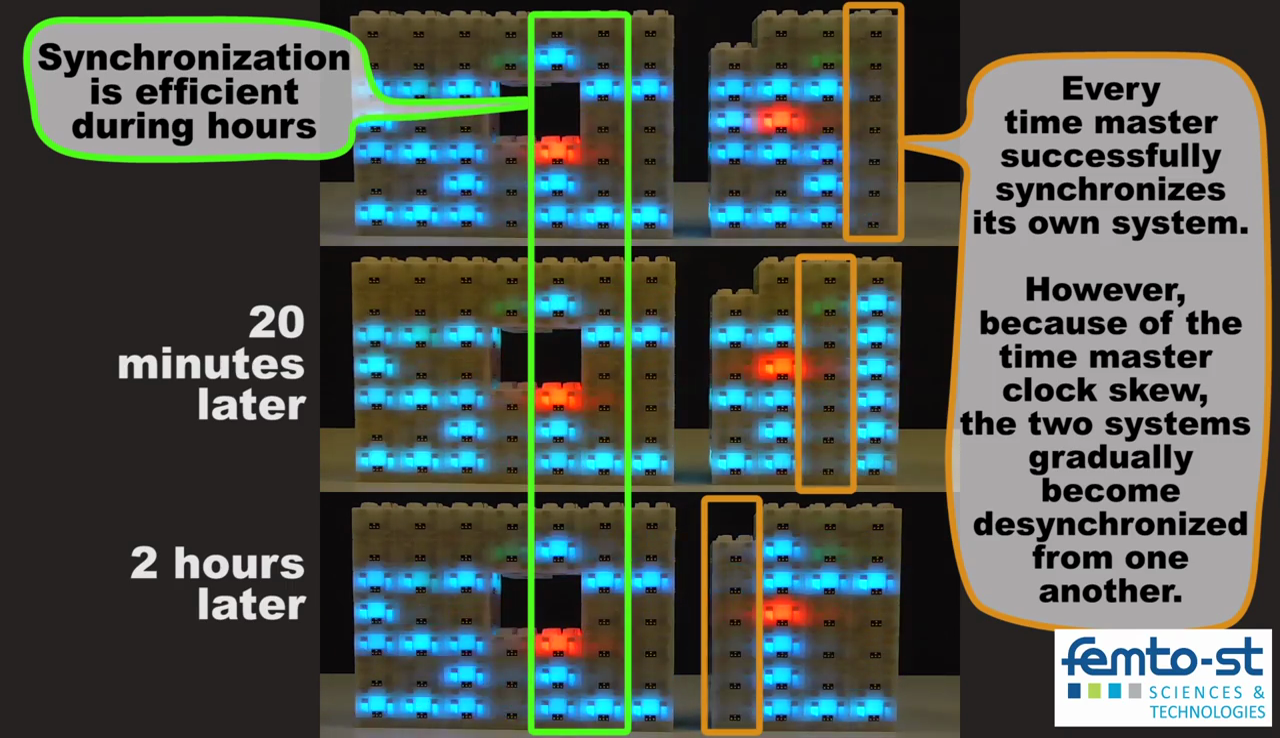 Synchronization
is efficient
during hours
Every
time master
successfully
synchronizes
its own system.
However,
because of the
time master
clock skew,
the two systems
gradually
become
desynchronized
from one
another.
20
minutes
later
2 hours
later
femto-st
SCIENCES &
TECHNOLOGIES